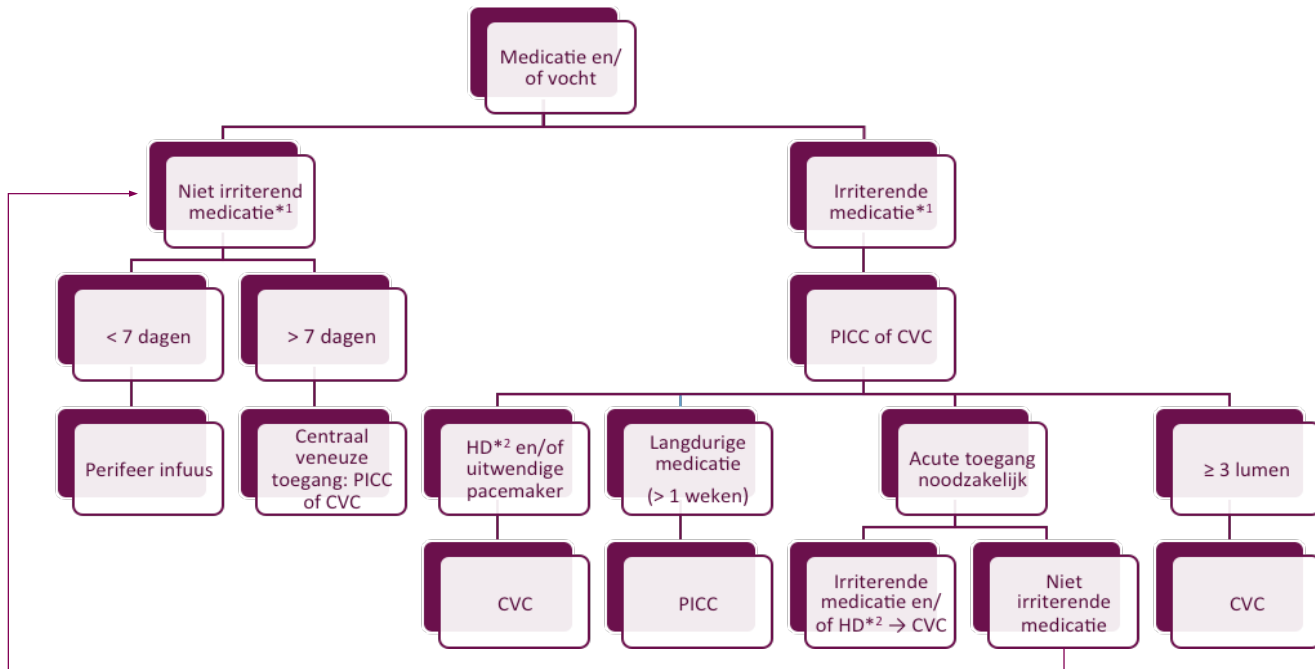 Medicatie en/
of vocht
Niet irriterend
medicatie*1
Irriterende
medicatie*1
< 7 dagen
> 7 dagen
PICC of CVC
Perifeer infuus
Centraal
veneuze
toegang: PICC
of CVC
HD*2 en/of
uitwendige
pacemaker
Langdurige
medicatie
(> 1 weken)
Acute toegang
noodzakelijk
≥ 3 lumen
CVC
PICC
Irriterende
medicatie en/
of HD*2 → CVC
Niet
irriterende
medicatie
CVC